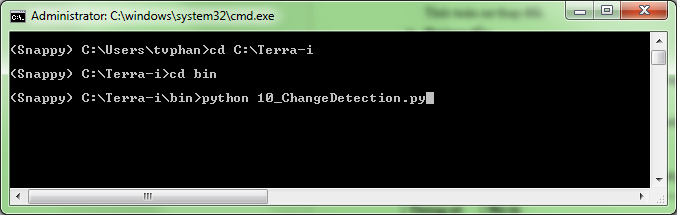 Administrator: C:\windows\system32\cmd.exe
(Snappy) C:\Users\tvphan>cd C:\Terra-i
(Snappy) C:\Terra-i>cd bin
(Snappy) C:\Terra-i\bin>python 10_ChangeDetection.py